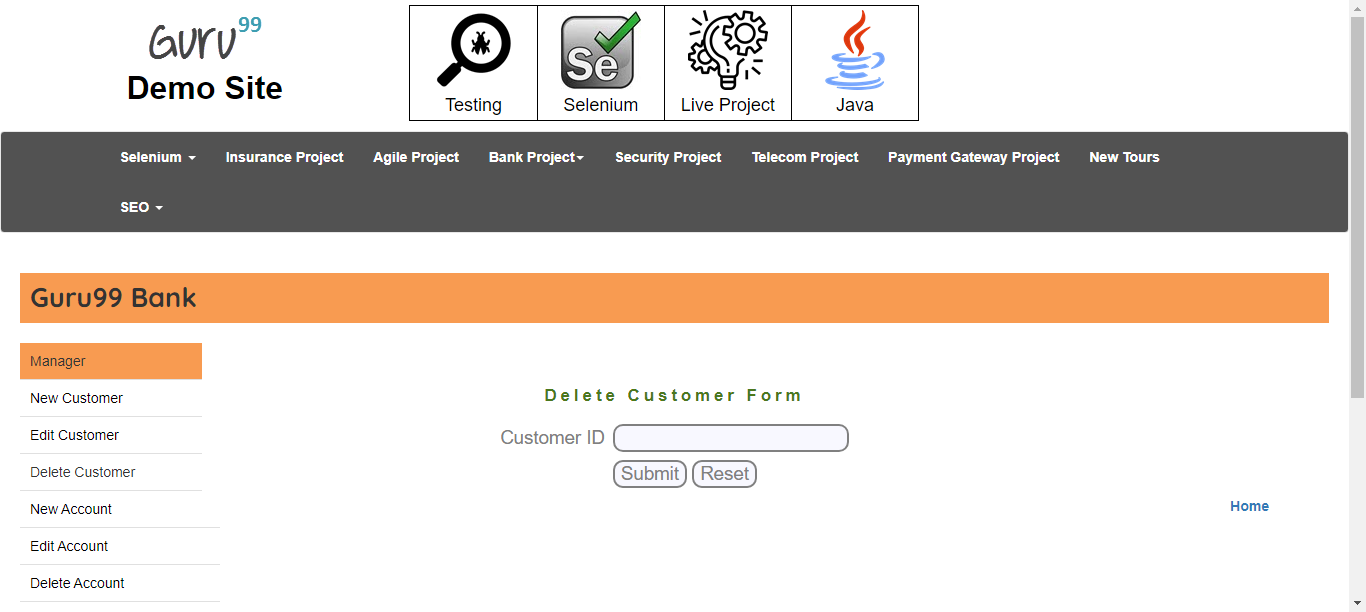 Guru99
Demo Site
Testing
Se
Selenium
Live Project
Java
Selenium Insurance Project Agile Project Bank Project Security Project Telecom Project Payment Gateway Project New Tours
SEO
Guru99 Bank
Manager
New Customer
Edit Customer
Delete Customer
New Account
Edit Account
Delete Account
Delete Customer Form
Customer ID
Submit Reset
Home